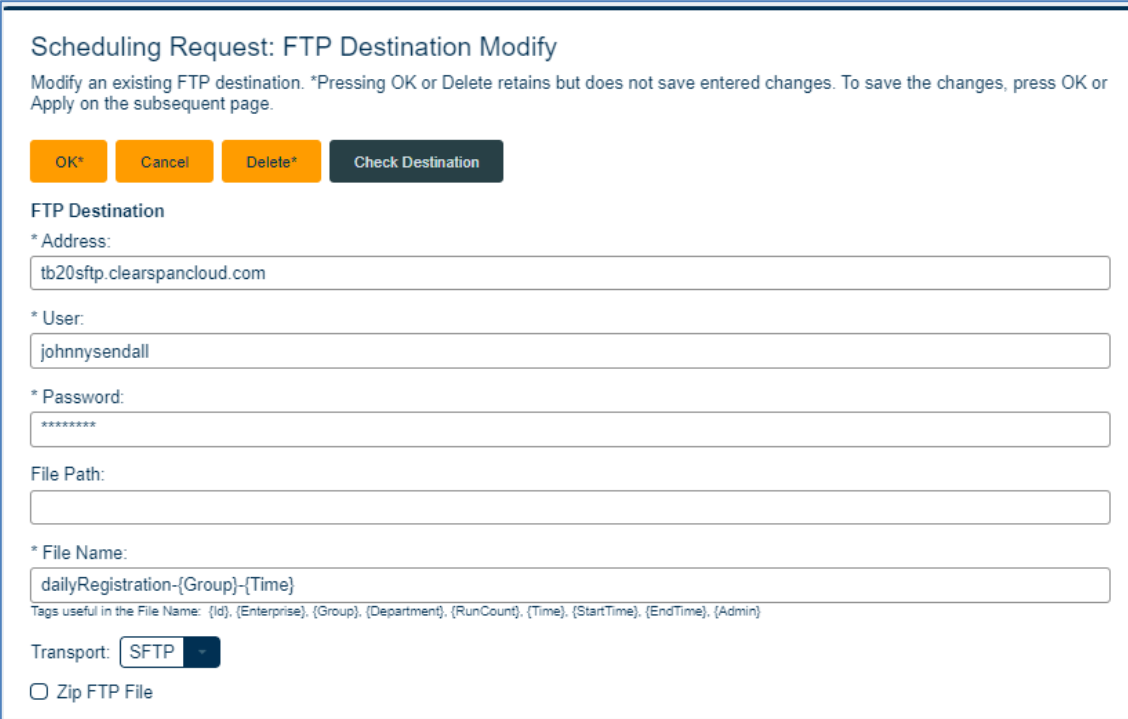 Scheduling Request: FTP Destination Modify
Modify an existing FTP destination. *Pressing OK or Delete retains but does not save entered changes. To save the changes, press OK or
Apply on the subsequent page.
OK* Cancel Delete* Check Destination
FTP Destination
* Address:
tb20sftp.clearspancloud.com
* User:
johnnysendall
* Password:
********
File Path:
* File Name:
dailyRegistration-{Group}-{Time}
Tags useful in the File Name: {Id}, {Enterprise}, {Group}, {Department}, {RunCount}, {Time}, {StartTime}, {EndTime}, {Admin}
Transport: SFTP
Zip FTP File